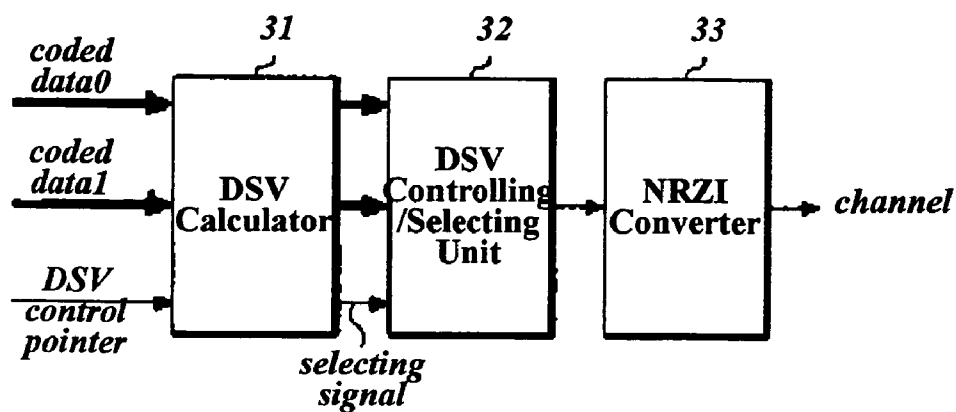 31
32
33
coded
data0
coded
data1
DSV
control
pointer
DSV
Calculator
DSV
Controlling
/Selecting
Unit
NRZI
Converter
channel
selecting
signal